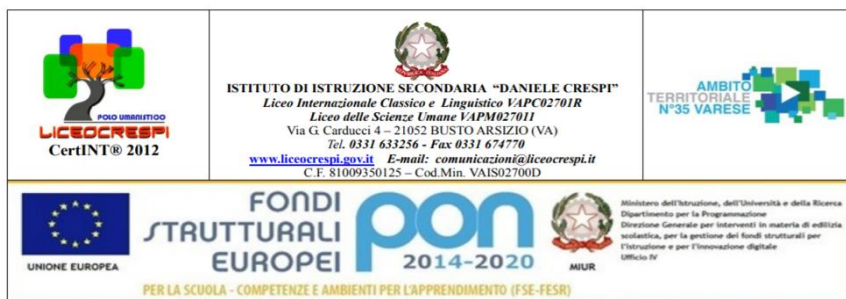 POLO UMANISTICO
LICEOCRESPI
CertINT® 2012
ISTITUTO DI ISTRUZIONE SECONDARIA “DANIELE CRESPI”
Liceo Internazionale Classico e Linguistico VAPC02701R
Liceo delle Scienze Umane VAPM027011
Via G. Carducci 4 – 21052 BUSTO ARSIZIO (VA)
Tel. 0331 633256 - Fax 0331 674770
www.liceocrespi.gov.it E-mail: comunicazioni@liceocrespi.it
C.F. 81009350125 – Cod.Min. VAIS02700D
AMBITO
TERRITORIALE
N°35 VARESE
UNIONE EUROPEA
FONDI
STRUTTURALI
EUROPEI
pon
2014-2020
MIUR
Ministero dell'Istruzione, dell'Università e della Ricerca
Dipartimento per la Programmazione
Direzione Generale per interventi in materia di edilizia
scolastica, per la gestione dei fondi strutturali per
l'istruzione e per l'innovazione digitale
Ufficio IV
PER LA SCUOLA - COMPETENZE E AMBIENTI PER L'APPRENDIMENTO (FSE-FESR)